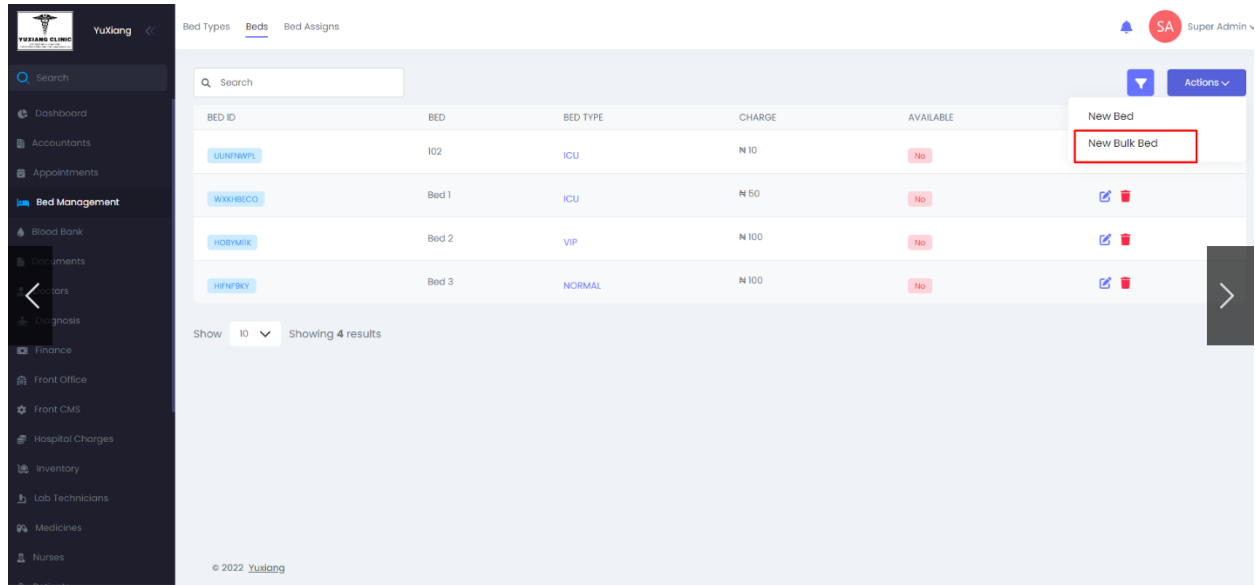 YUXIANG CLINIC
YuXiang
Bed Types Beds Bed Assigns
SA Super Admin
Search
Search
Actions
Dashboard
Accountants
Appointments
Bed Management
Blood Bank
Documents
Doctors
Diagnosis
Finance
Front Office
Front CMS
Hospital Charges
Inventory
Lab Technicians
Medicines
Nurses
BED ID BED BED TYPE CHARGE AVAILABLE
New Bed
New Bulk Bed
UUNFNWPL 102 ICU ₦ 10 No
WXKHBECO Bed 1 ICU ₦ 50 No
Bed 2 VIP ₦ 100 No
HIFNFBKY Bed 3 NORMAL ₦ 100 No
Show 10 Showing 4 results
© 2022 Yuxiang